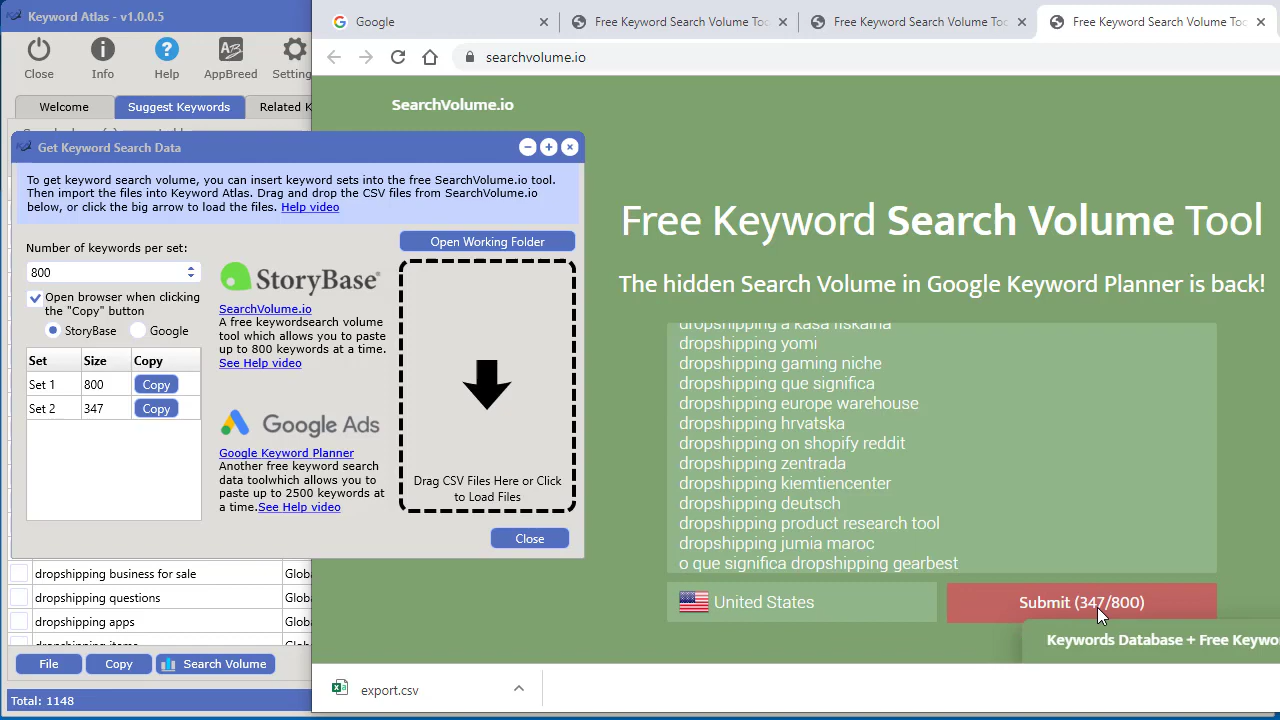 Keyword Atlas - v1.0.0.5
Close
Info
Help
AppBreed
Setting
Welcome
Suggest Keywords
Related K
Get Keyword Search Data
To get keyword search volume, you can insert keyword sets into the free SearchVolume.io tool.
Then import the files into Keyword Atlas. Drag and drop the CSV files from SearchVolume.io
below, or click the big arrow to load the files. Help video
Number of keywords per set:
800
Open browser when clicking
the "Copy" button
StoryBase
Google
Set Size Copy
Set 1 800 Copy
Set 2 347 Copy
StoryBase®
SearchVolume.io
A free keywordsearch volume
tool which allows you to paste
up to 800 keywords at a time.
See Help video
Google Ads
Google Keyword Planner
Another free keyword search
data toolwhich allows you to
paste up to 2500 keywords at
a time.See Help video
Open Working Folder
Drag CSV Files Here or Click
to Load Files
Close
dropshipping business for sale Globa
dropshipping questions Globa
dropshipping apps Globa
dropshipping items
File
Copy
Search Volume
Total: 1148
Google
Free Keyword Search Volume Too
Free Keyword Search Volume Too
Free Keyword Search Volume Too
searchvolume.io
SearchVolume.io
Free Keyword Search Volume Tool
The hidden Search Volume in Google Keyword Planner is back!
dropshipping a kasa fiskalna
dropshipping yomi
dropshipping gaming niche
dropshipping que significa
dropshipping europe warehouse
dropshipping hrvatska
dropshipping on shopify reddit
dropshipping zentrada
dropshipping kiemtiencenter
dropshipping deutsch
dropshipping product research tool
dropshipping jumia maroc
o que significa dropshipping gearbest
United States
Submit (347/800)
Keywords Database + Free Keywo
export.csv